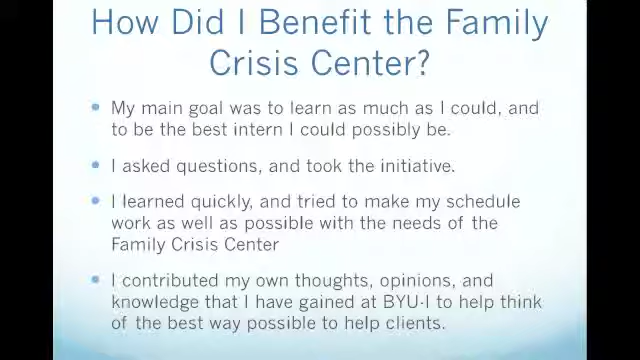 How Did I Benefit the Family
Crisis Center?
My main goal was to learn as much as I could, and
to be the best intern I could possibly be.
I asked questions, and took the initiative.
I learned quickly, and tried to make my schedule
work as well as possible with the needs of the
Family Crisis Center
I contributed my own thoughts, opinions, and
knowledge that I have gained at BYU-I to help think
of the best way possible to help clients.